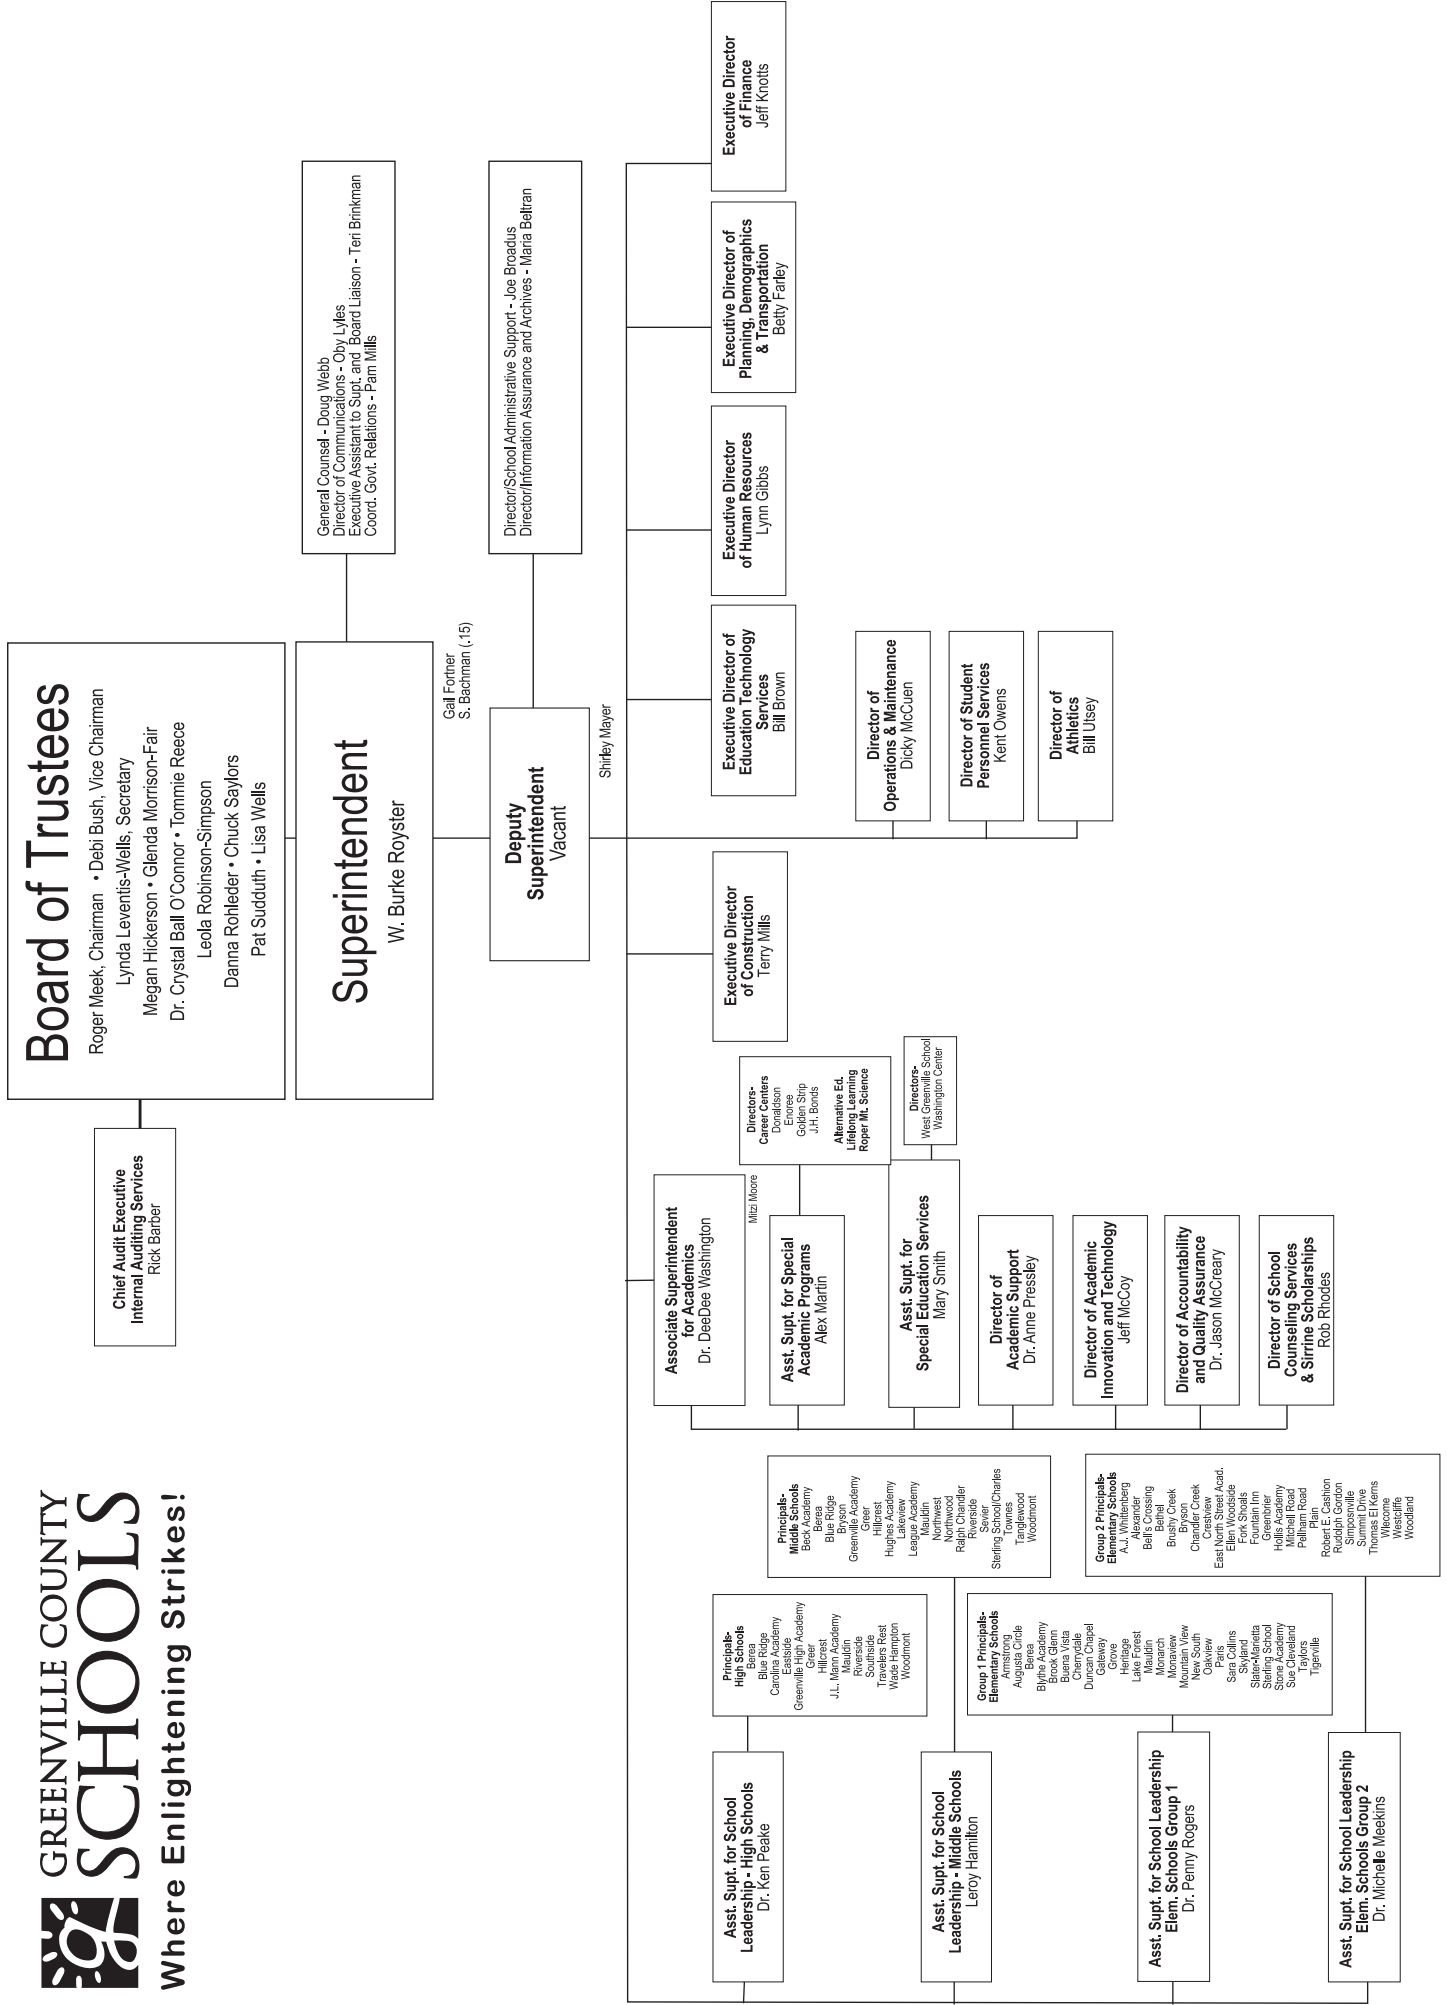 GREENVILLE COUNTY
SCHOOLS
Where Enlightening Strikes!
Chief Audit Executive
Internal Auditing Services
Rick Barber
Board of Trustees
Roger Meek, Chairman • Debi Bush, Vice Chairman
Lynda Leventis-Wells, Secretary
Megan Hickerson • Glenda Morrison-Fair
Dr. Crystal Ball O'Connor • Tommie Reece
Leola Robinson-Simpson
Danna Rohleder • Chuck Saylors
Pat Sudduth • Lisa Wells
Superintendent
W. Burke Royster
General Counsel - Doug Webb
Director of Communications - Oby Lyles
Executive Assistant to Supt. and Board Liaison - Teri Brinkman
Coord. Govt. Relations - Pam Mills
Gail Fortner
S. Bachman (.15)
Deputy
Superintendent
Vacant
Director/School Administrative Support - Joe Broadus
Director/Information Assurance and Archives - Maria Beltran
Shirley Mayer
Asst. Supt. for School
Leadership - High Schools
Dr. Ken Peake
Principals-
High Schools
Berea
Blue Ridge
Carolina Academy
Eastside
Greenville High Academy
Greer
Hillcrest
J.L. Mann Academy
Mauldin
Riverside
Southside
Travelers Rest
Wade Hampton
Woodmont
Asst. Supt. for School
Leadership - Middle Schools
Leroy Hamilton
Principals-
Middle Schools
Beck Academy
Berea
Blue Ridge
Bryson
Greenville Academy
Greer
Hillcrest
Hughes Academy
Lakeview
League Academy
Mauldin
Northwest
Northwood
Ralph Chandler
Riverside
Sevier
Sterling School/Charles
Townes
Tanglewood
Woodmont
Asst. Supt. for School Leadership
Elem. Schools Group 1
Dr. Penny Rogers
Group 1 Principals-
Elementary Schools
Armstrong
Augusta Circle
Berea
Blythe Academy
Brook Glenn
Buena Vista
Cherrydale
Duncan Chapel
Gateway
Grove
Heritage
Lake Forest
Mauldin
Monarch
Monaview
Mountain View
New South
Oakview
Paris
Sara Collins
Skyland
Slater-Marietta
Sterling School
Stone Academy
Sue Cleveland
Taylors
Tigerville
Asst. Supt. for School Leadership
Elem. Schools Group 2
Dr. Michelle Meekins
Group 2 Principals-
Elementary Schools
A.J. Whittenberg
Alexander
Bell's Crossing
Bethel
Brushy Creek
Bryson
Chandler Creek
Crestview
East North Street Acad.
Ellen Woodside
Fork Shoals
Fountain Inn
Greenbrier
Hollis Academy
Mitchell Road
Pelham Road
Plain
Robert E. Cashion
Rudolph Gordon
Simposnville
Summit Drive
Thomas El Kerns
Wlecome
Westcliffe
Woodland
Associate Superintendent
for Academics
Dr. DeeDee Washington
Mitzi Moore
Asst. Supt. for Special
Academic Programs
Alex Martin
Directors-
Career Centers
Donaldson
Enoree
Golden Strip
J.H. Bonds
Alternative Ed.
Lifelong Learning
Roper Mt. Science
Asst. Supt. for
Special Education Services
Mary Smith
Directors-
West Greenville School
Washington Center
Director of
Academic Support
Dr. Anne Pressley
Director of Academic
Innovation and Technology
Jeff McCoy
Director of Accountability
and Quality Assurance
Dr. Jason McCreary
Director of School
Counseling Services
& Sirrine Scholarships
Rob Rhodes
Executive Director
of Construction
Terry Mills
Executive Director of
Education Technology
Services
Bill Brown
Executive Director
of Human Resources
Lynn Gibbs
Executive Director of
Planning, Demographics
& Transportation
Betty Farley
Executive Director
of Finance
Jeff Knotts
Director of
Operations & Maintenance
Dicky McCuen
Director of Student
Personnel Services
Kent Owens
Director of
Athletics
Bill Utsey